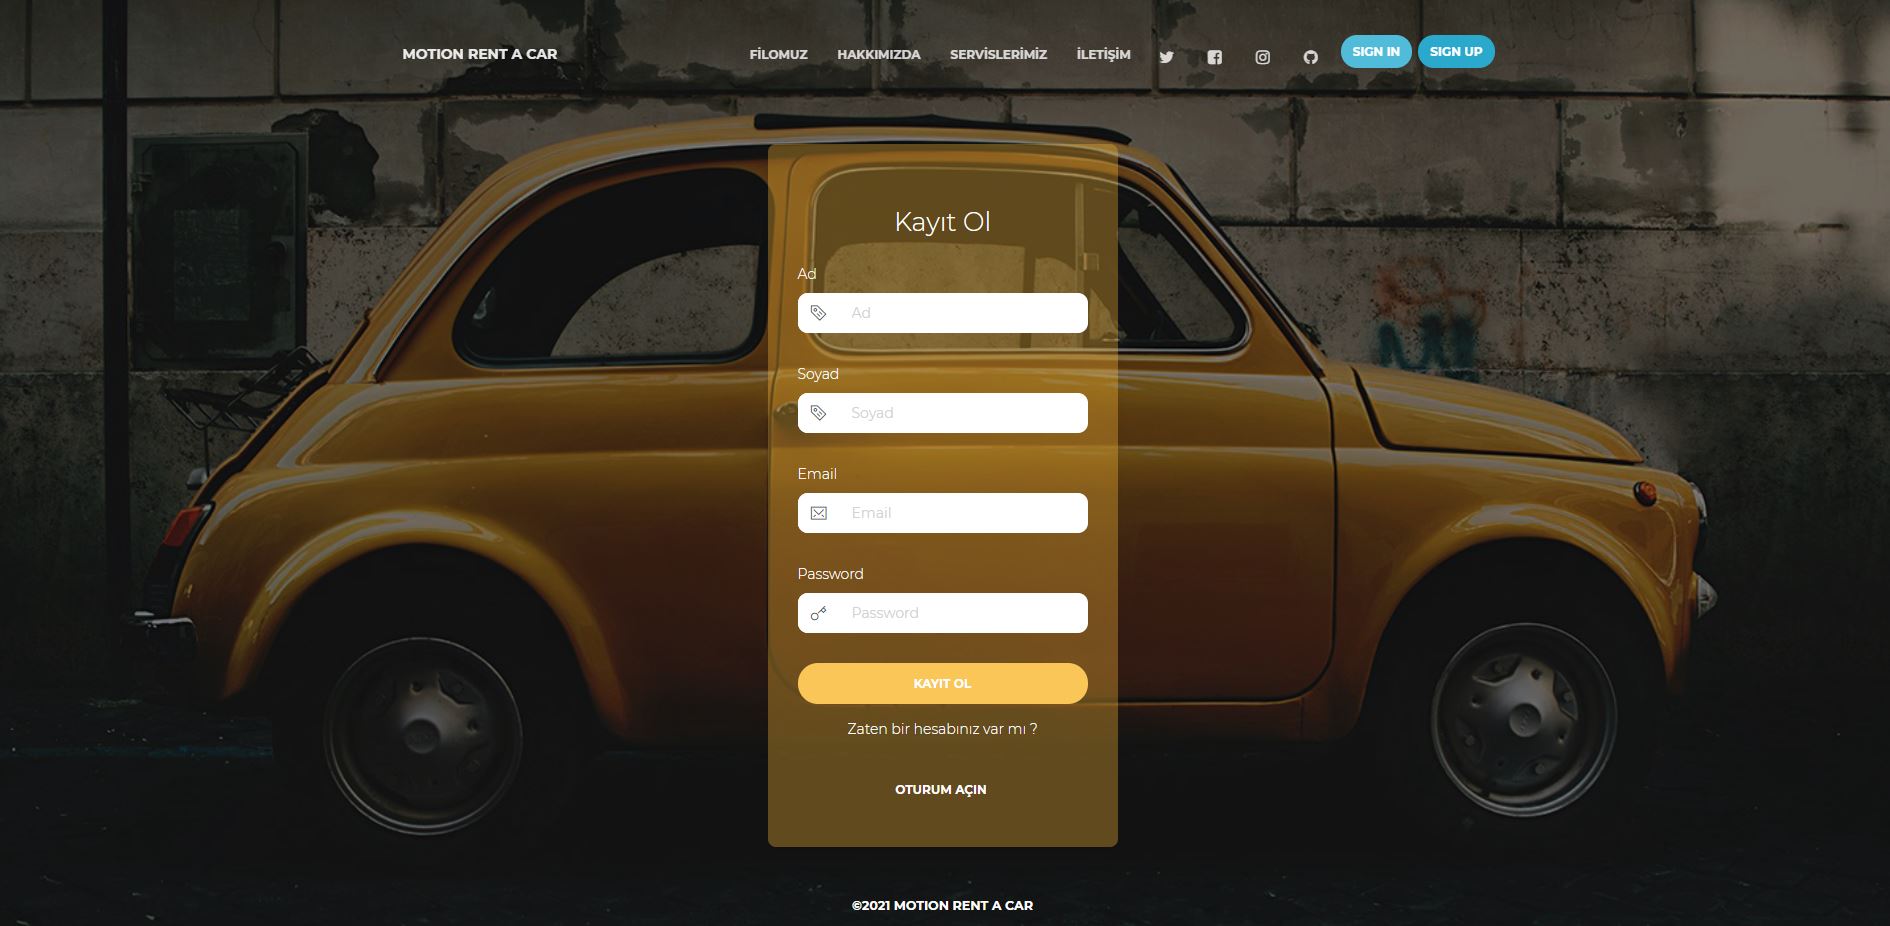 MOTION RENT A CAR
FİLOMUZ HAKKIMIZDA SERVİSLERİMİZ İLETİŞİM SIGN IN SIGN UP
Kayıt Ol
Ad
Ad
Soyad
Soyad
Email
Email
Password
Password
KAYIT OL
Zaten bir hesabınız var mı ?
OTURUM AÇIN
©2021 MOTION RENT A CAR